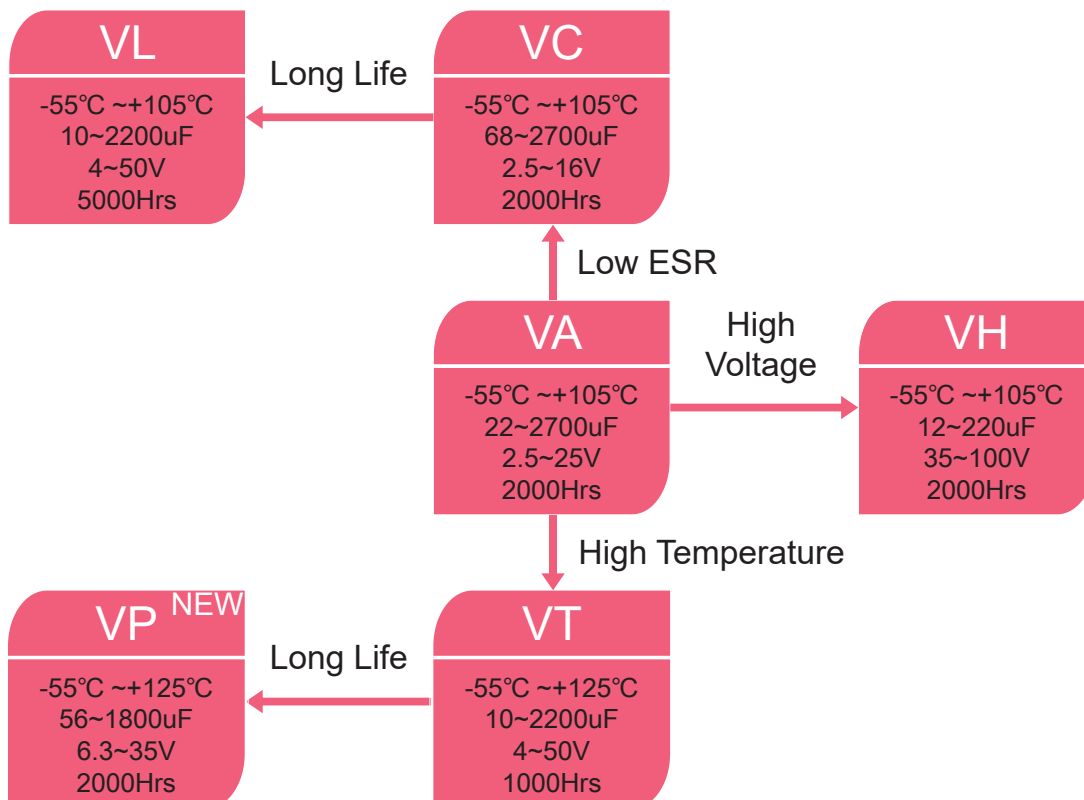 VL
-55℃ ~+105℃
10~2200uF
4~50V
5000Hrs
Long Life
VC
-55℃ ~+105℃
68~2700uF
2.5~16V
2000Hrs
Low ESR
VA
-55℃ ~+105℃
22~2700uF
2.5~25V
2000Hrs
High
Voltage
VH
-55℃ ~+105℃
12~220uF
35~100V
2000Hrs
High Temperature
VP NEW
-55℃ ~+125℃
56~1800uF
6.3~35V
2000Hrs
Long Life
VT
-55℃ ~+125℃
10~2200uF
4~50V
1000Hrs